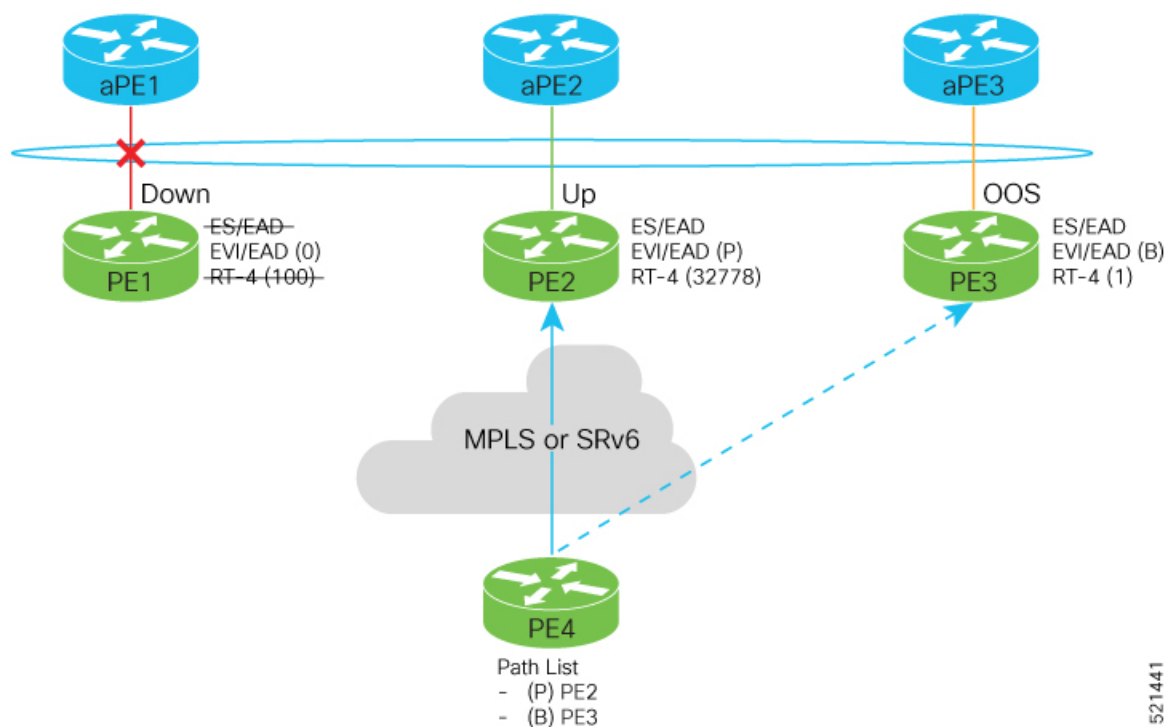 aPE1
aPE2
aPE3
Down
Up
OOS
PE1
ES/EAD
EVI/EAD (0)
RT-4 (100)
PE2
ES/EAD
EVI/EAD (P)
RT-4 (32778)
PE3
ES/EAD
EVI/EAD (B)
RT-4 (1)
MPLS or SRv6
PE4
Path List
- (P) PE2
- (B) PE3
521441